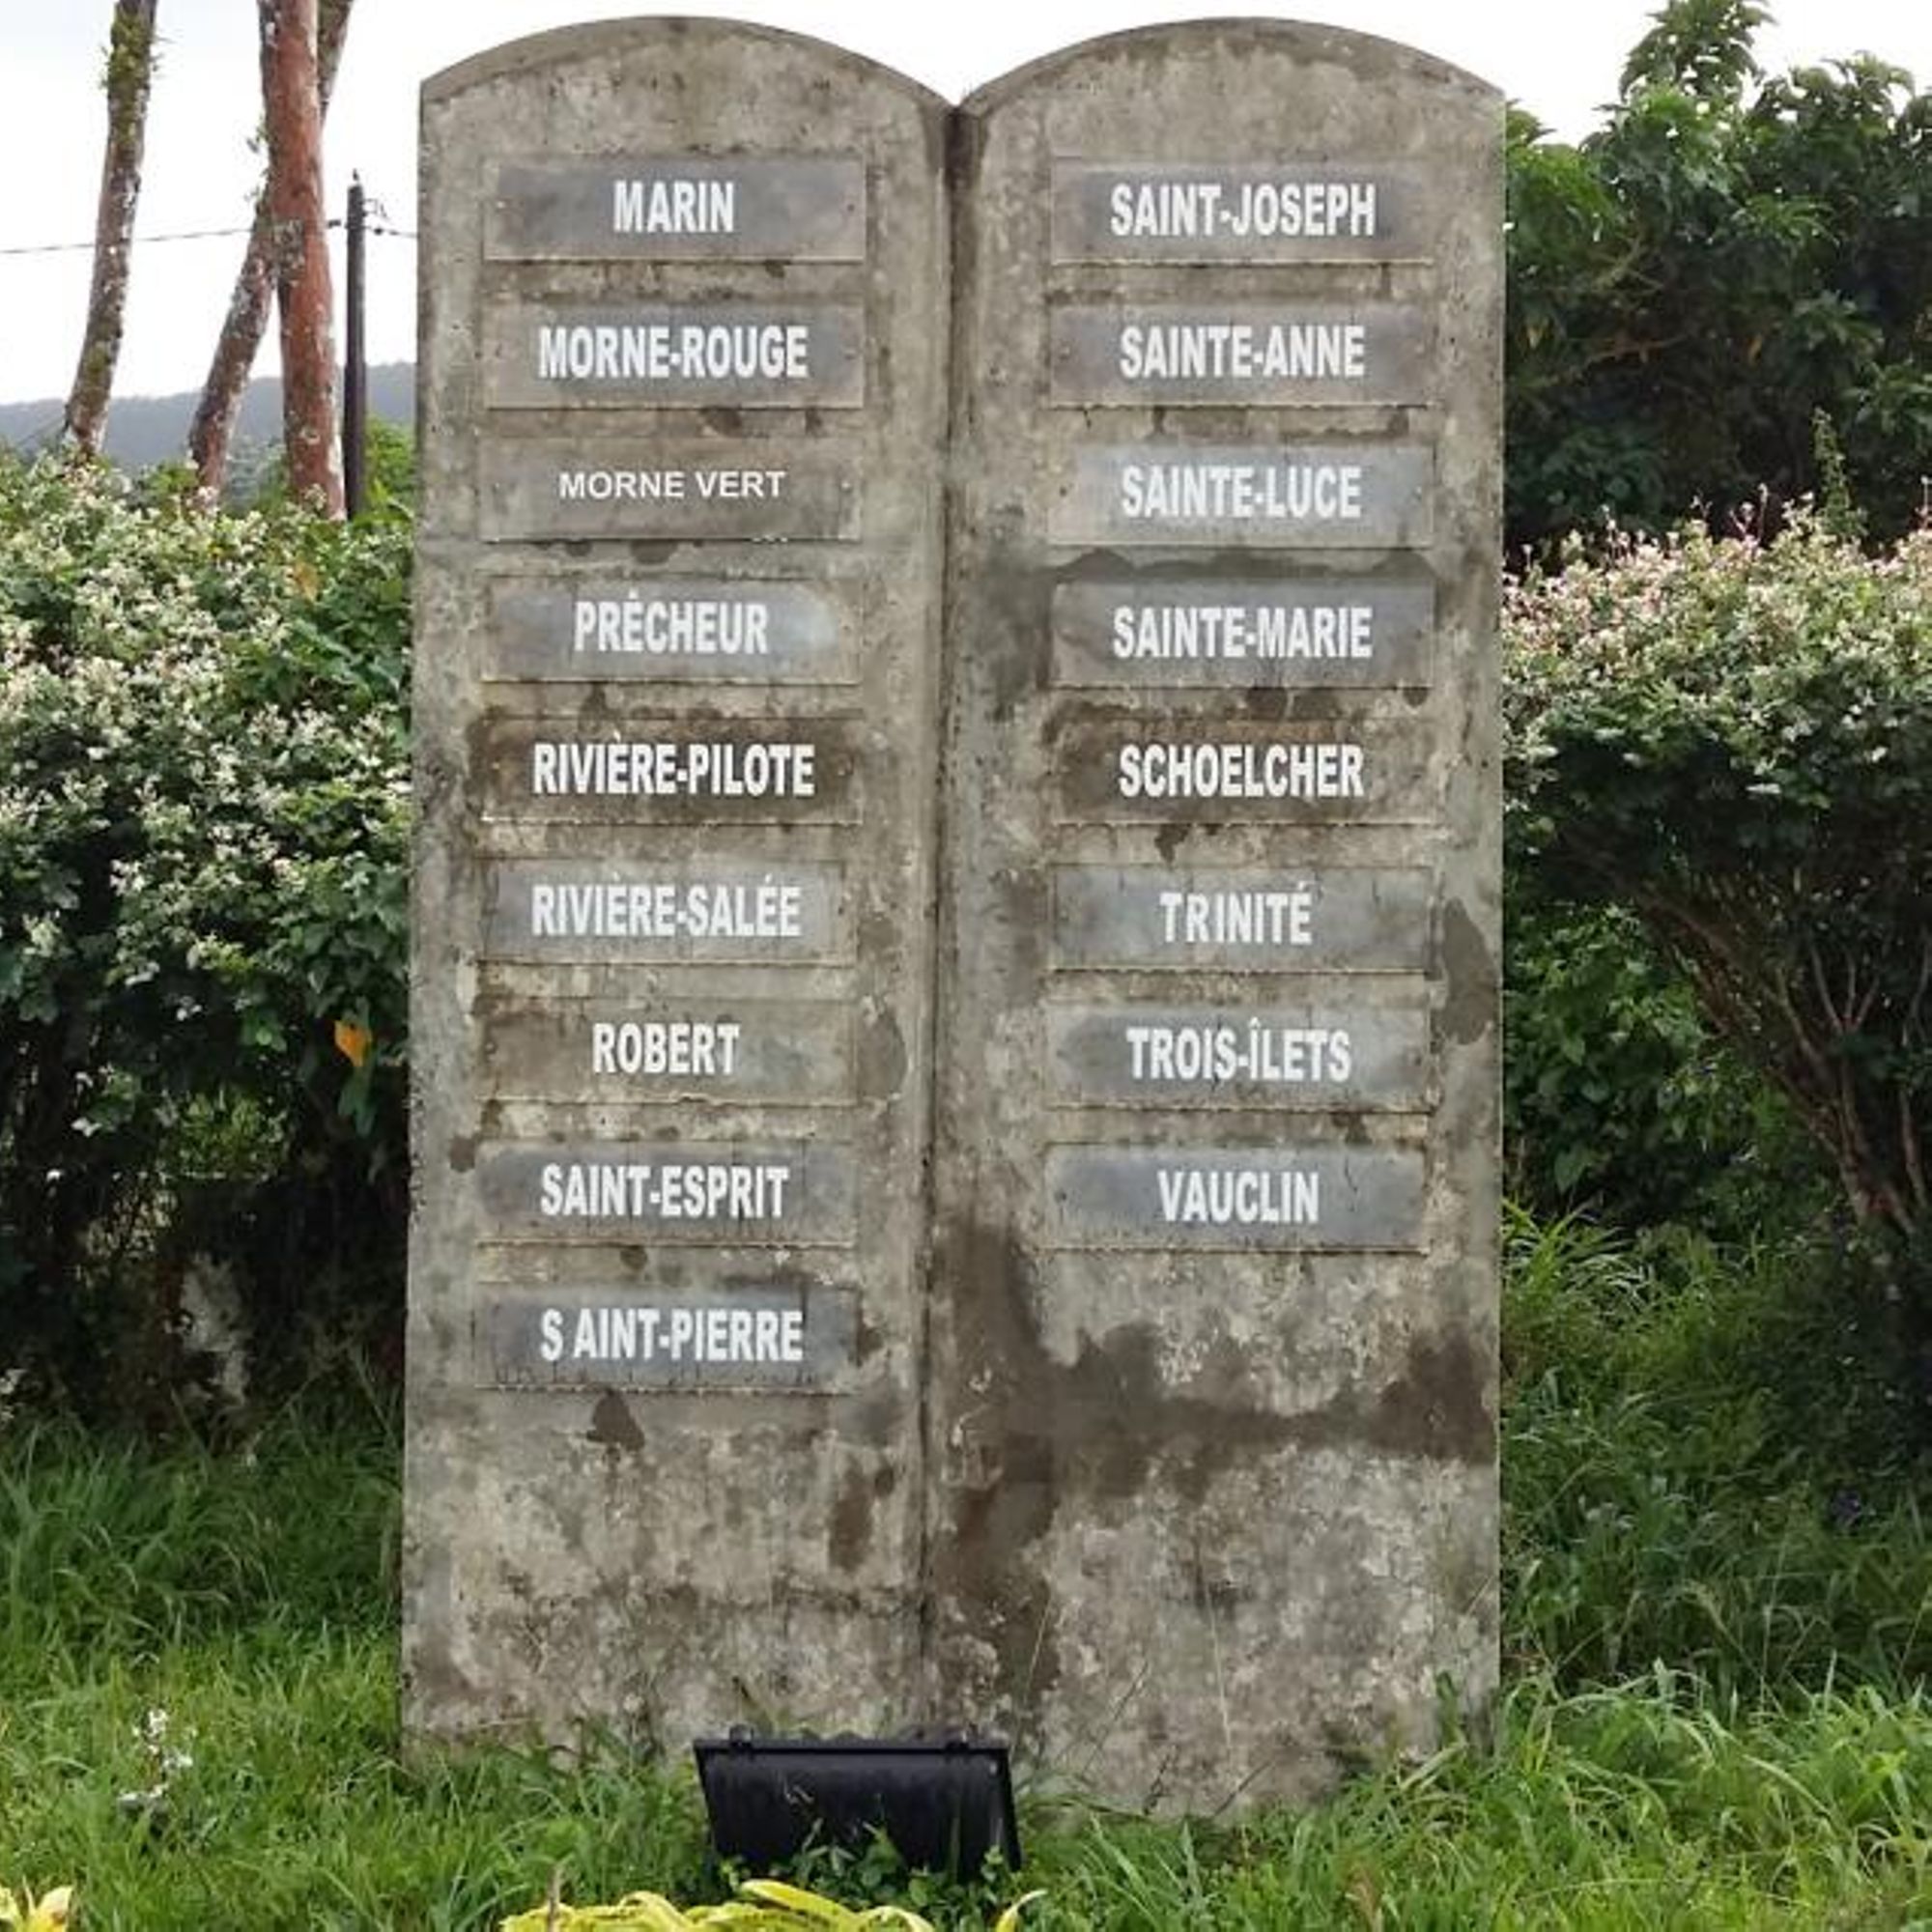 MARIN
MORNE-ROUGE
MORNE VERT
PRÊCHEUR
RIVIÈRE-PILOTE
RIVIÈRE-SALÉE
ROBERT
SAINT-ESPRIT
SAINT-PIERRE
SAINT-JOSEPH
SAINTE-ANNE
SAINTE-LUCE
SAINTE-MARIE
SCHOELCHER
TRINITÉ
TROIS-ÎLETS
VAUCLIN